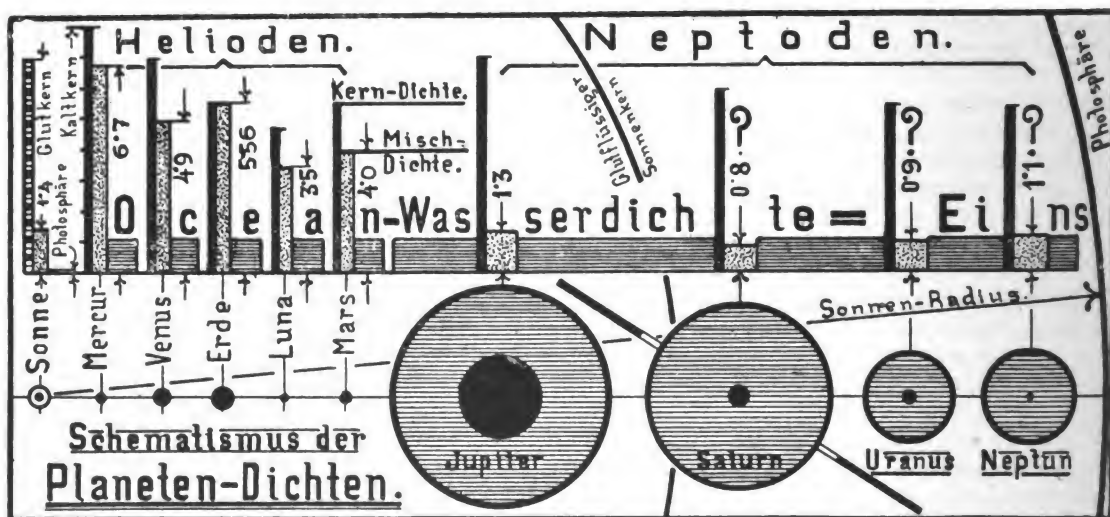 Helioden.
Neptoden.
Photosphäre
Glutflüssiger
Sonnenkern
Glutkern
Kaltkern
Photosphäre
1·4
6·7
4·9
5·56
3·5
4·0
Kern-Dichte.
Misch-
Dichte.
1·3
0·8·?
0·9·?
1·1·?
Ocean-Wasserdichte=Eins
Sonne
Mercur
Venus
Erde
Luna
Mars
Sonnen-Radius.
Jupiter
Saturn
Uranus
Neptun
Schematismus der
Planeten-Dichten.